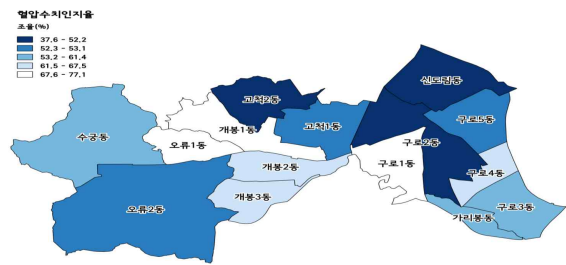 혈압수치인지율
조율(%)
37.6 - 52.2
52.3 - 53.1
53.2 - 61.4
61.5 - 67.5
67.6 - 77.1
신도림동
고척2동
구로5동
개봉1동
고척1동
수궁동
오류1동
구로2동
개봉2동
구로1동
구로4동
개봉3동
오류2동
구로3동
가리봉동